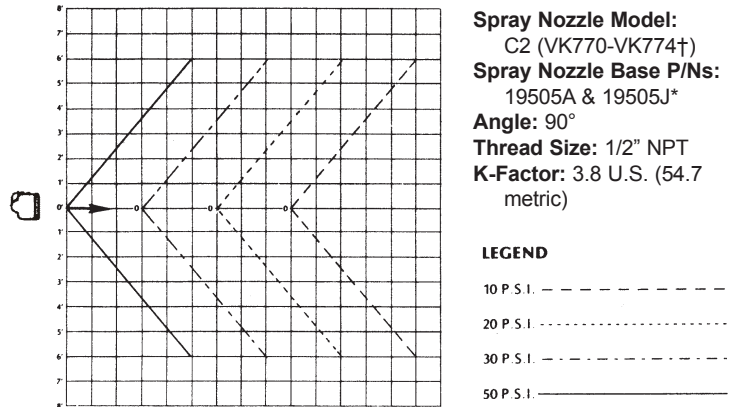 8'
7'
6'
5'
4'
3'
2'
1'
0' 0 0 0
1'
2'
3'
4'
5'
6'
7'
8'
Spray Nozzle Model:
C2 (VK770-VK774†)
Spray Nozzle Base P/Ns:
19505A & 19505J*
Angle: 90°
Thread Size: 1/2” NPT
K-Factor: 3.8 U.S. (54.7
metric)
LEGEND
10 P.S.I.
20 P.S.I.
30 P.S.I.
50 P.S.I.